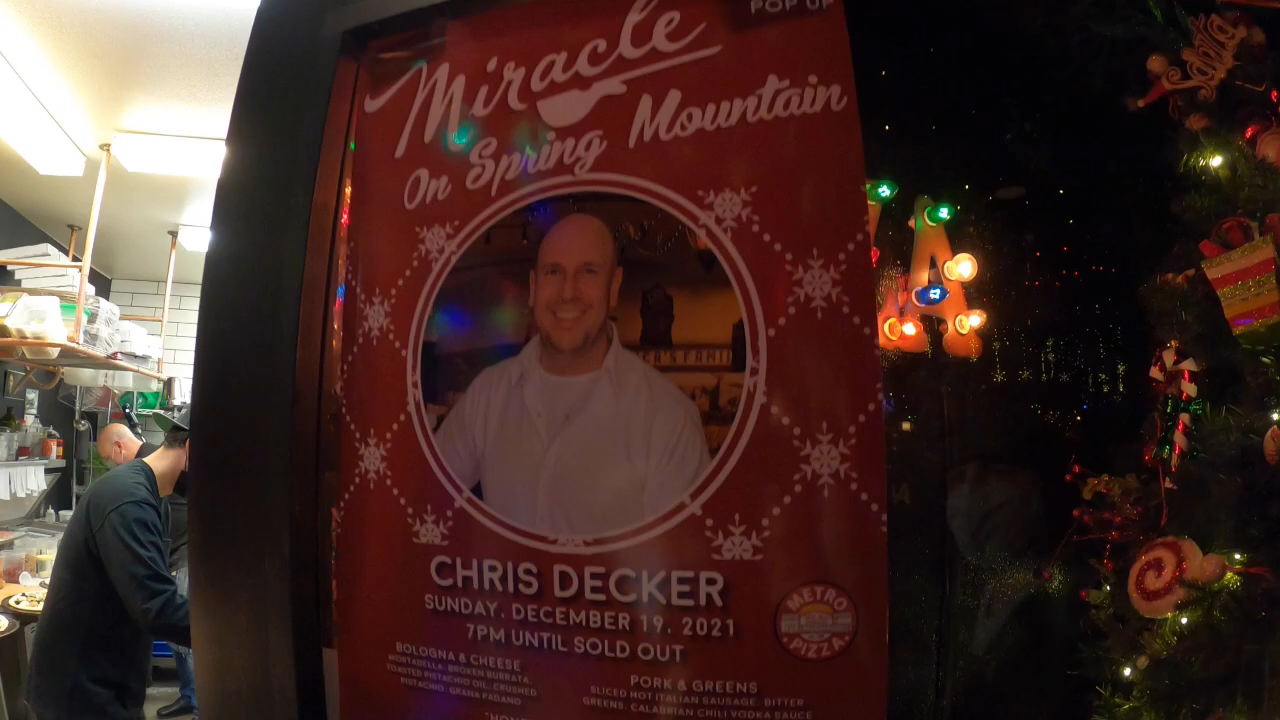 POP UP
Miracle
On Spring Mountain
CHRIS DECKER
SUNDAY, DECEMBER 19, 2021
7PM UNTIL SOLD OUT
METRO
PIZZA
BOLOGNA & CHEESE
MORTADELLA, BROKEN BURRATA,
TOASTED PISTACHIO OIL, CRUSHED
PISTACHIO, GRANA PADANO
PORK & GREENS
SLICED HOT ITALIAN SAUSAGE, BITTER
GREENS, CALABRIAN CHILI VODKA SAUCE
Santa
A